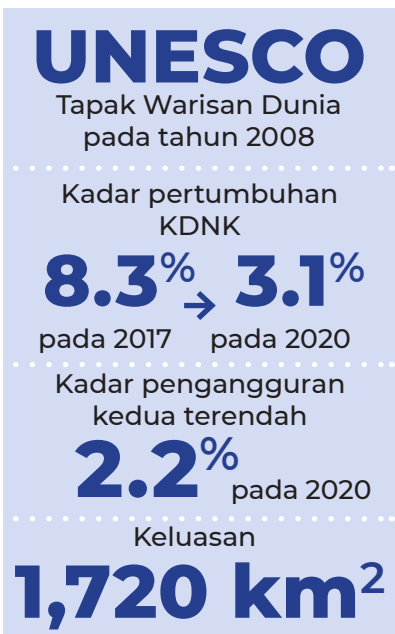 UNESCO
Tapak Warisan Dunia
pada tahun 2008
Kadar pertumbuhan
KDNK
8.3% → 3.1%
pada 2017 pada 2020
Kadar pengangguran
kedua terendah
2.2% pada 2020
Keluasan
1,720 km²